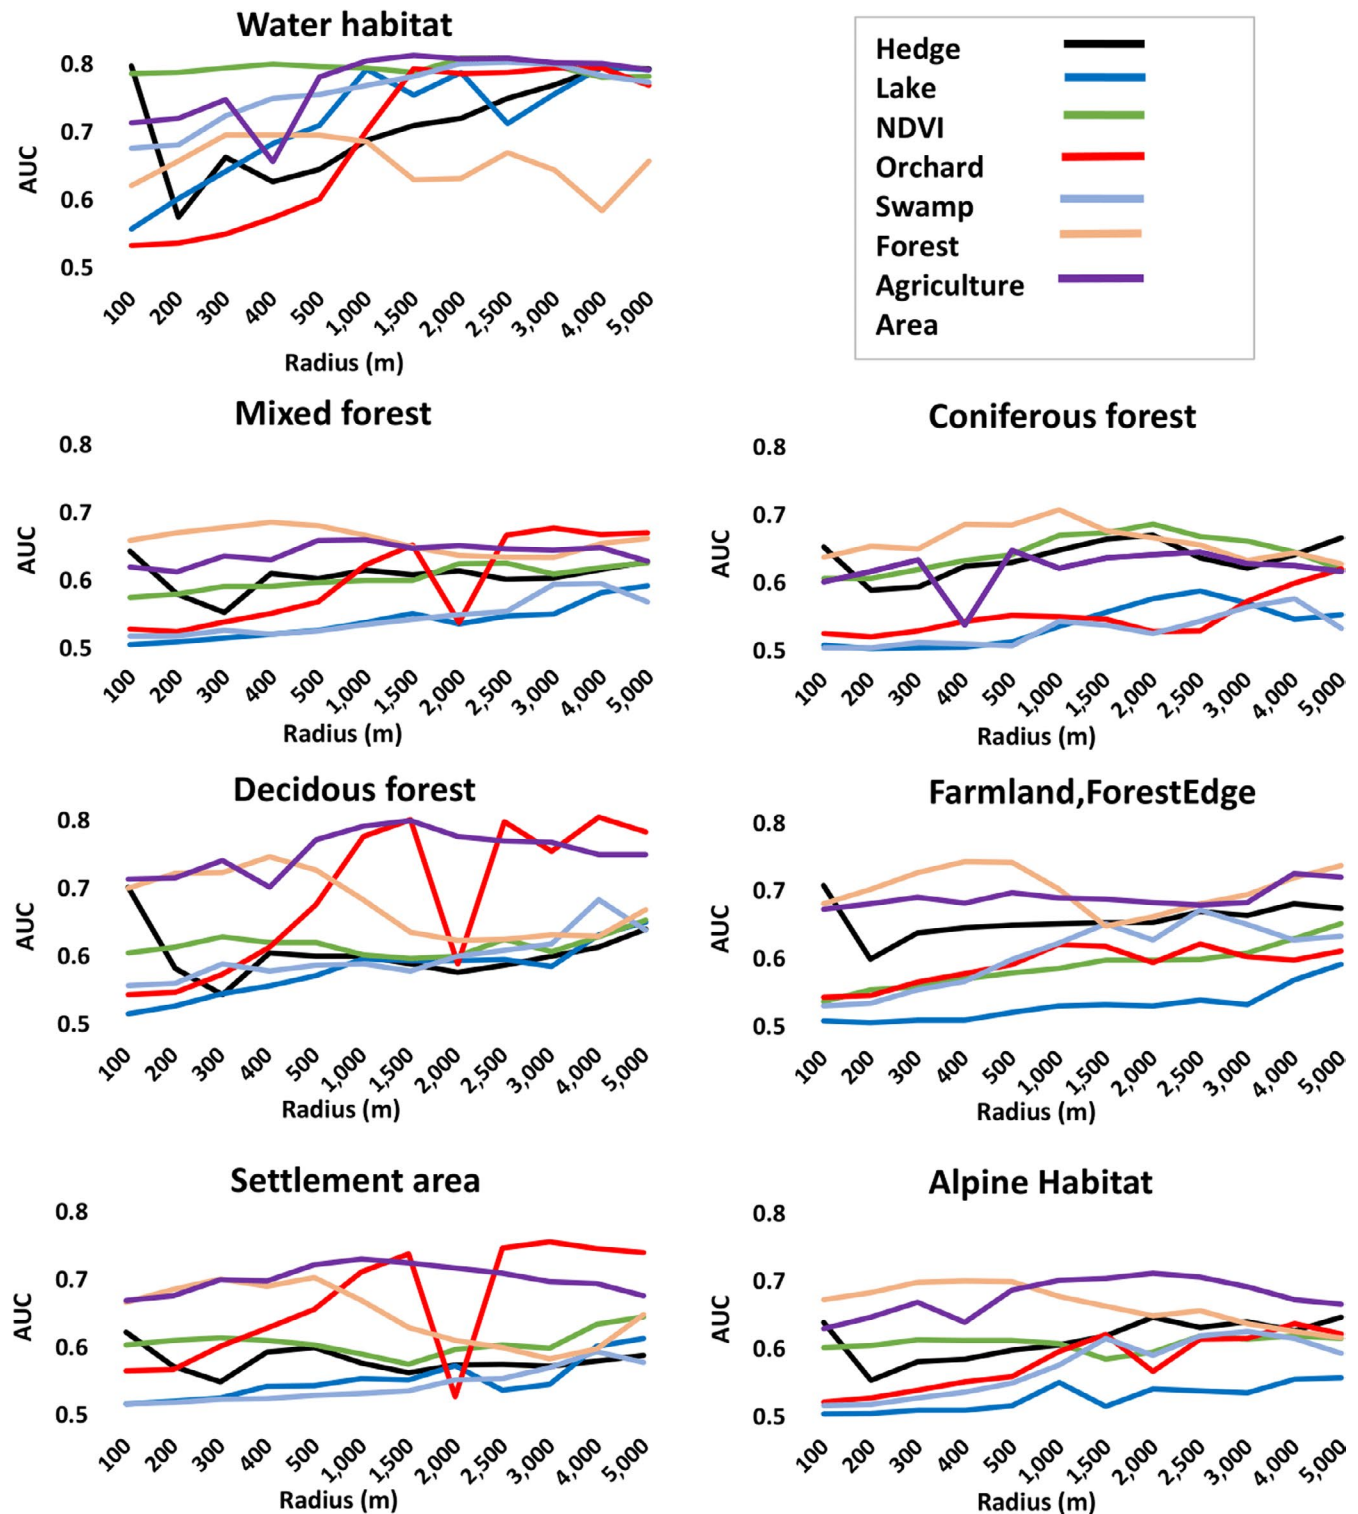 Water habitat
0.8
0.7
0.6
0.5
AUC
100 200 300 400 500 1,000 1,500 2,000 2,500 3,000 4,000 5,000
Radius (m)
Hedge
Lake
NDVI
Orchard
Swamp
Forest
Agriculture
Area
Mixed forest
0.8
0.7
0.6
0.5
AUC
100 200 300 400 500 1,000 1,500 2,000 2,500 3,000 4,000 5,000
Radius (m)
Coniferous forest
0.8
0.7
0.6
0.5
AUC
100 200 300 400 500 1,000 1,500 2,000 2,500 3,000 4,000 5,000
Radius (m)
Decidous forest
0.8
0.7
0.6
0.5
AUC
100 200 300 400 500 1,000 1,500 2,000 2,500 3,000 4,000 5,000
Radius (m)
Farmland,ForestEdge
0.8
0.7
0.6
0.5
AUC
100 200 300 400 500 1,000 1,500 2,000 2,500 3,000 4,000 5,000
Radius (m)
Settlement area
0.8
0.7
0.6
0.5
AUC
100 200 300 400 500 1,000 1,500 2,000 2,500 3,000 4,000 5,000
Radius (m)
Alpine Habitat
0.8
0.7
0.6
0.5
AUC
100 200 300 400 500 1,000 1,500 2,000 2,500 3,000 4,000 5,000
Radius (m)